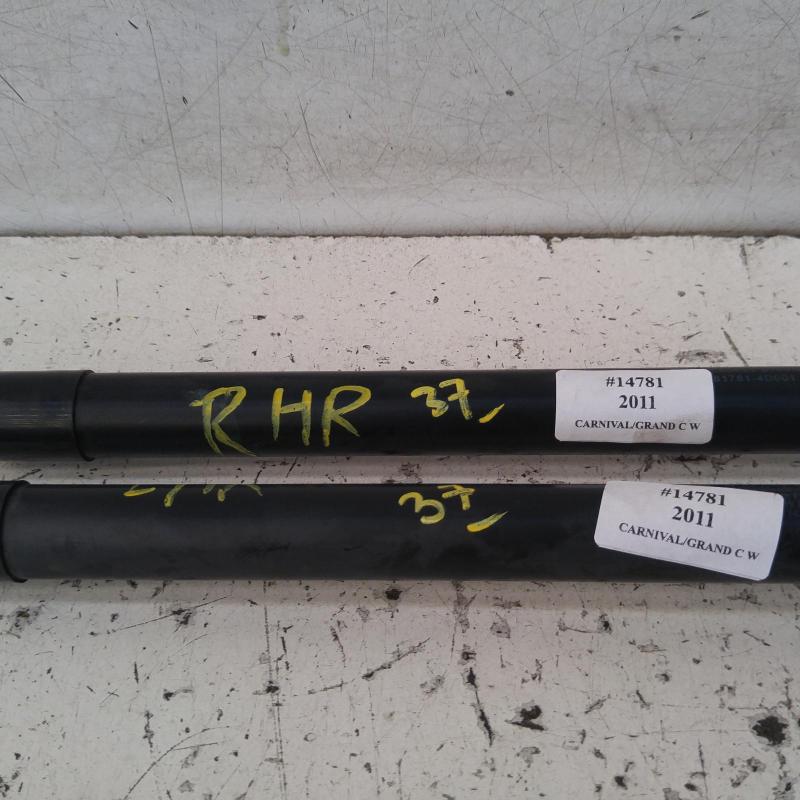 RHR 37
#14781
2011
CARNIVAL/GRAND C W
37
#14781
2011
CARNIVAL/GRAND C W